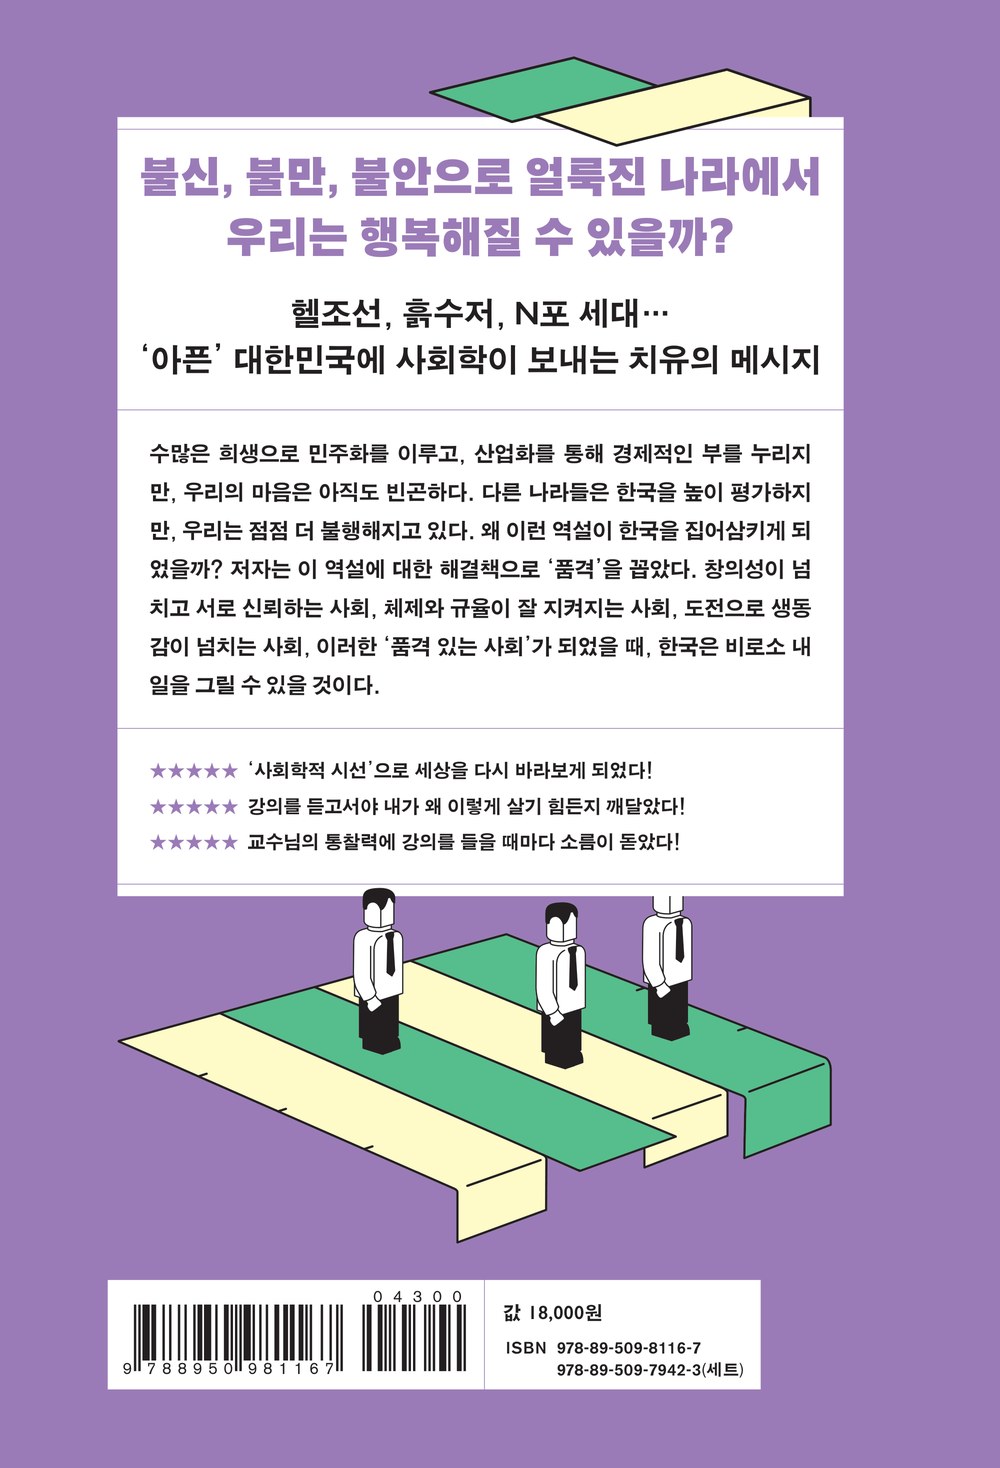 불신, 불만, 불안으로 얼룩진 나라에서
우리는 행복해질 수 있을까?
헬조선, 흙수저, N포 세대…
‘아픈’ 대한민국에 사회학이 보내는 치유의 메시지
수많은 희생으로 민주화를 이루고, 산업화를 통해 경제적인 부를 누리지
만, 우리의 마음은 아직도 빈곤하다. 다른 나라들은 한국을 높이 평가하지
만, 우리는 점점 더 불행해지고 있다. 왜 이런 역설이 한국을 집어삼키게 되
었을까? 저자는 이 역설에 대한 해결책으로 ‘품격’을 꼽았다. 창의성이 넘
치고 서로 신뢰하는 사회, 체제와 규율이 잘 지켜지는 사회, 도전으로 생동
감이 넘치는 사회, 이러한 ‘품격 있는 사회’가 되었을 때, 한국은 비로소 내
일을 그릴 수 있을 것이다.
★★★★★ ‘사회학적 시선’으로 세상을 다시 바라보게 되었다!
★★★★★ 강의를 듣고서야 내가 왜 이렇게 살기 힘든지 깨달았다!
★★★★★ 교수님의 통찰력에 강의를 들을 때마다 소름이 돋았다!
04300
9 788950 981167
값 18,000원
ISBN 978-89-509-8116-7
978-89-509-7942-3(세트)